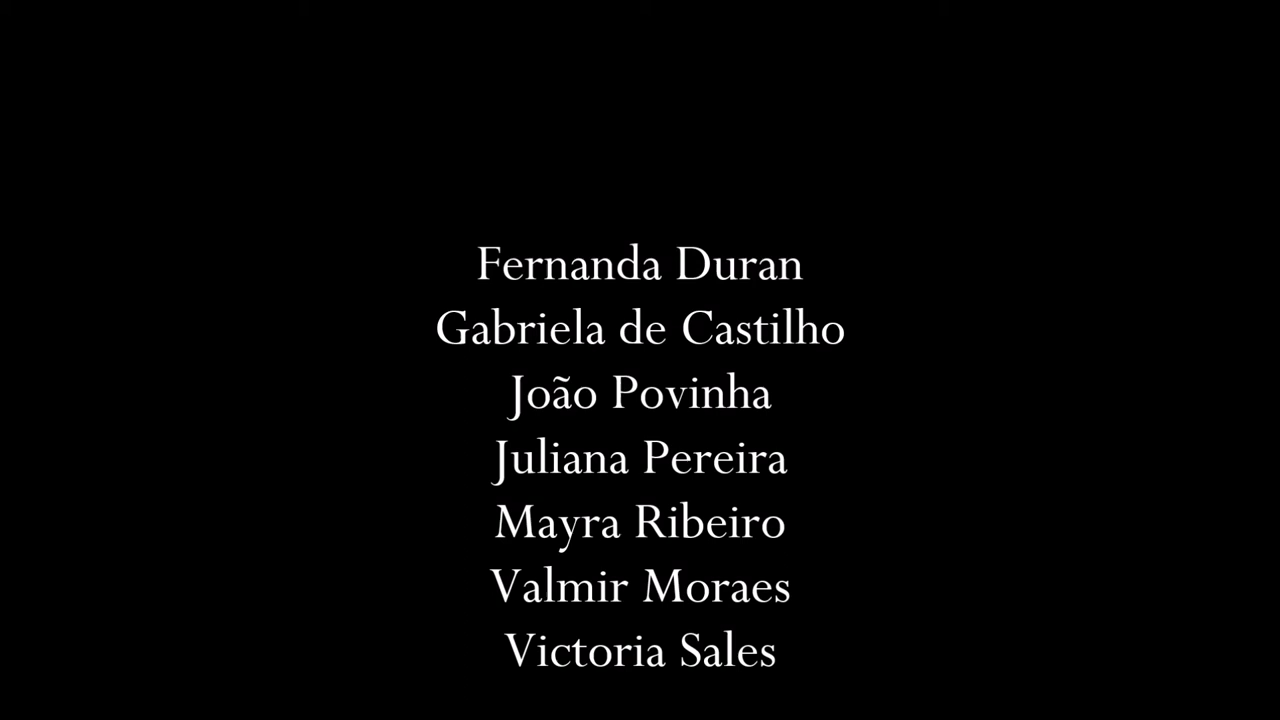 Fernanda Duran
Gabriela de Castilho
João Povinha
Juliana Pereira
Mayra Ribeiro
Valmir Moraes
Victoria Sales